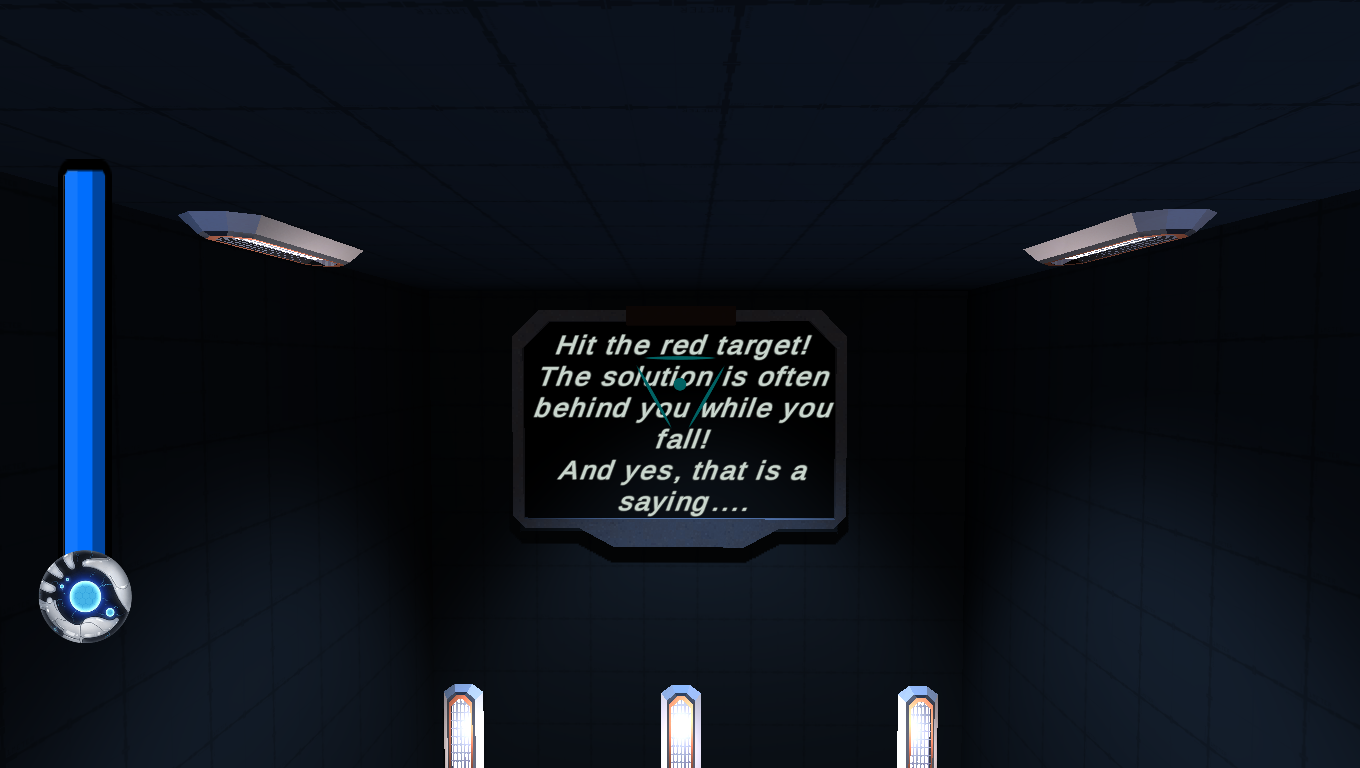 Hit the red target!
The solution is often
behind you while you
fall!
And yes, that is a
saying....